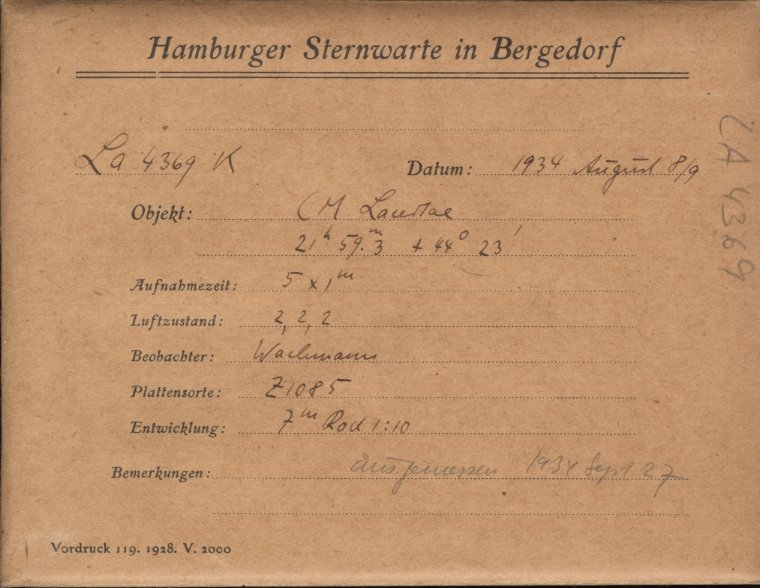 Hamburger Sternwarte in Bergedorf
La 4369 K Datum: 1934 August 8/9
Objekt: CM Lacertae
21h 59.m3 + 44° 23'
Aufnahmezeit: 5 x 1m
Luftzustand: 2, 2, 2
Beobachter: Wachmann
Plattensorte: Z1085
Entwicklung: 7m Rod 1:10
Bemerkungen: Ausgemessen 1934 Sept 27
Vordruck 119. 1928. V. 2000
LA 4369